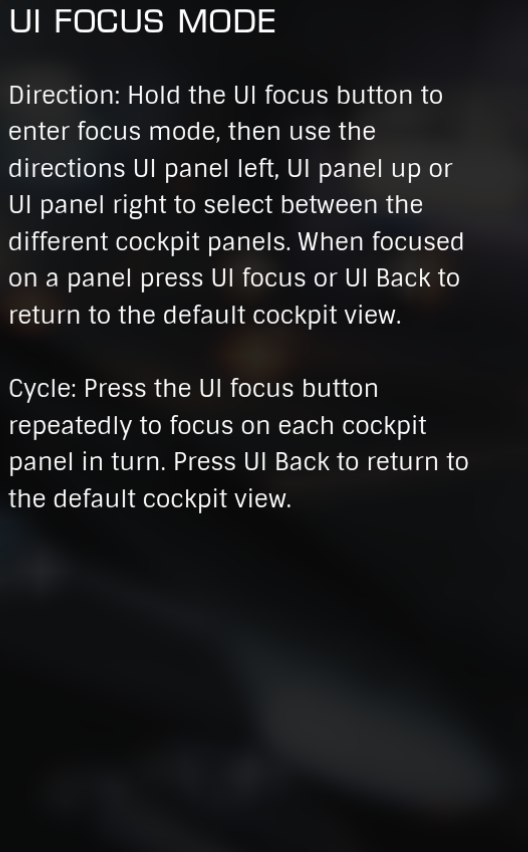 UI FOCUS MODE
Direction: Hold the UI focus button to
enter focus mode, then use the
directions UI panel left, UI panel up or
UI panel right to select between the
different cockpit panels. When focused
on a panel press UI focus or UI Back to
return to the default cockpit view.
Cycle: Press the UI focus button
repeatedly to focus on each cockpit
panel in turn. Press UI Back to return to
the default cockpit view.